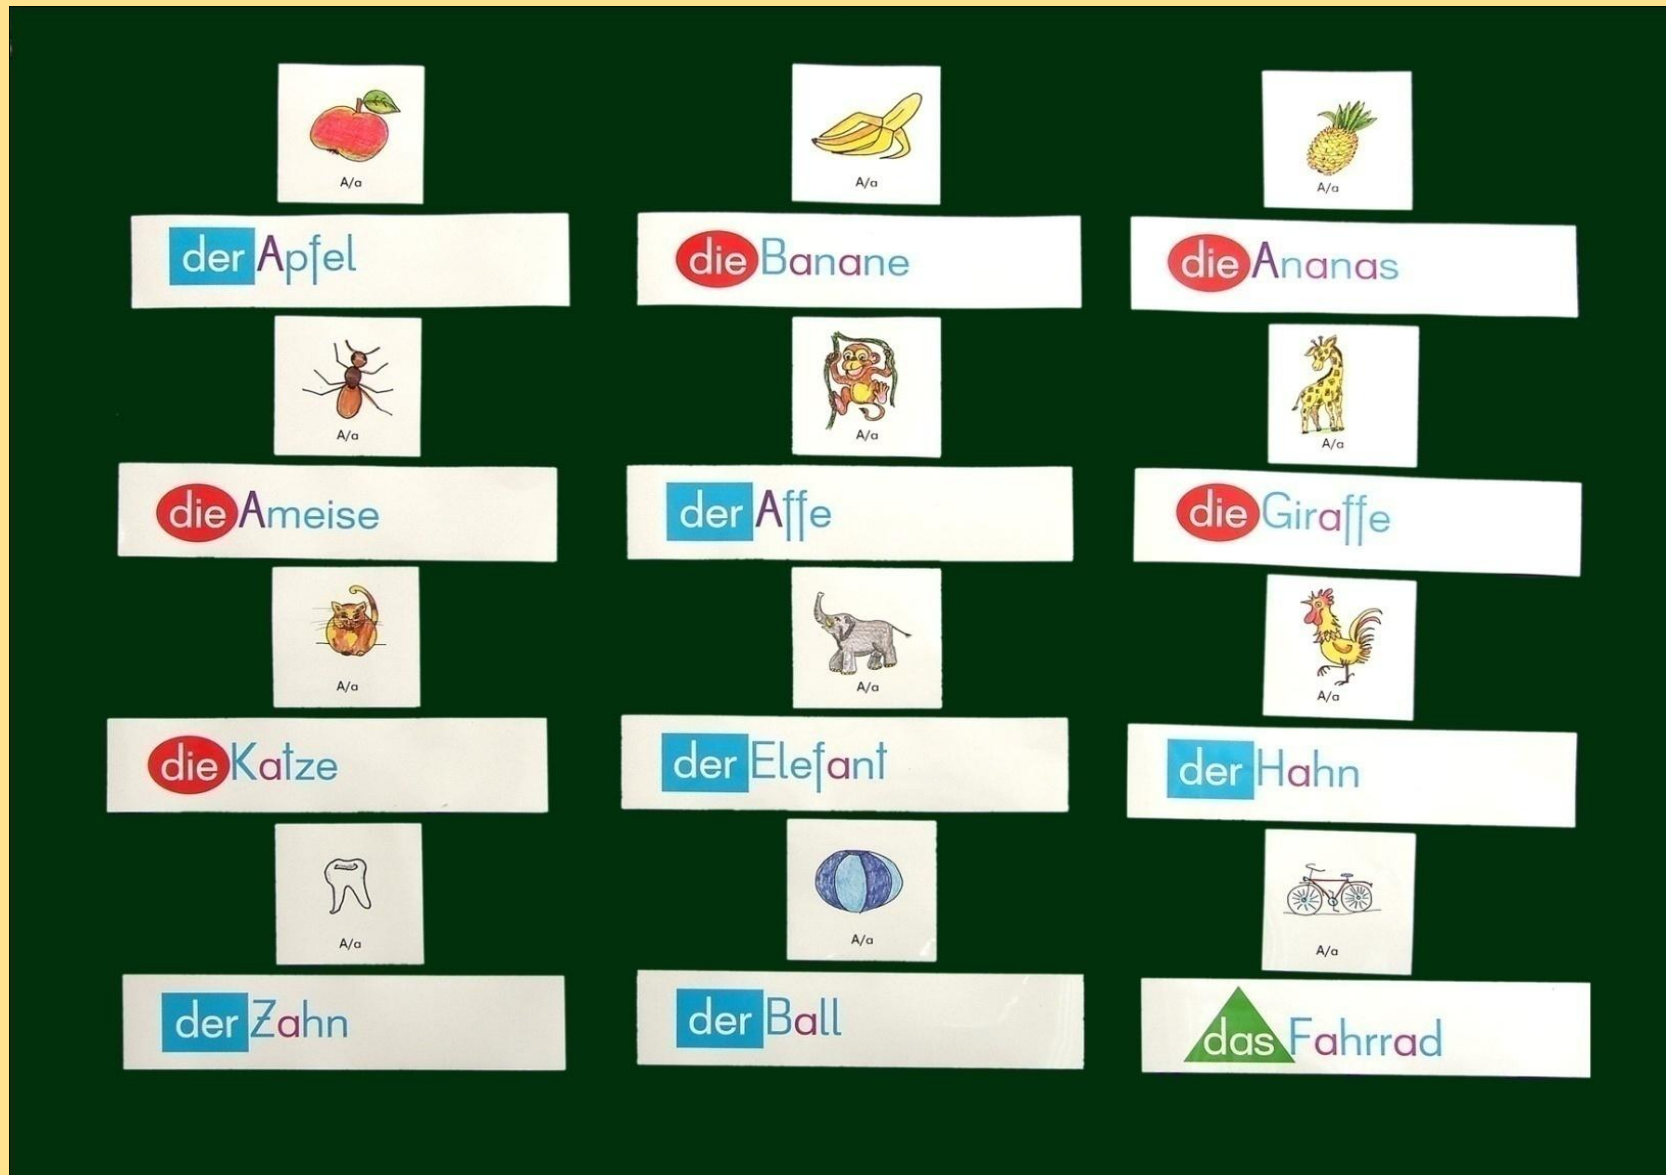 A/a
A/a
A/a
der Apfel
die Banane
die Ananas
A/a
A/a
A/a
die Ameise
der Affe
die Giraffe
A/a
A/a
A/a
die Katze
der Elefant
der Hahn
A/a
A/a
A/a
der Zahn
der Ball
das Fahrrad